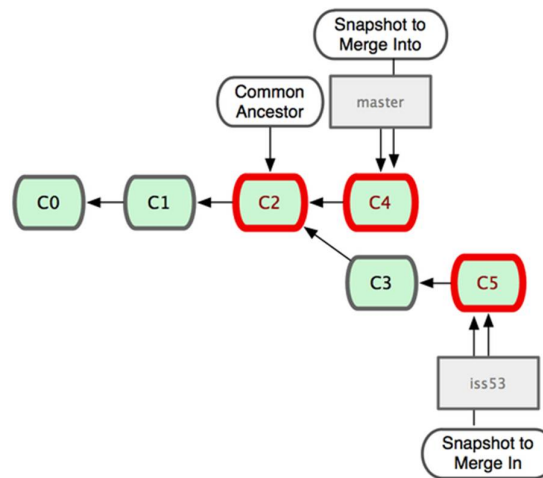 Snapshot to
Merge Into
master
Common
Ancestor
C0
C1
C2
C4
C3
C5
iss53
Snapshot to
Merge In